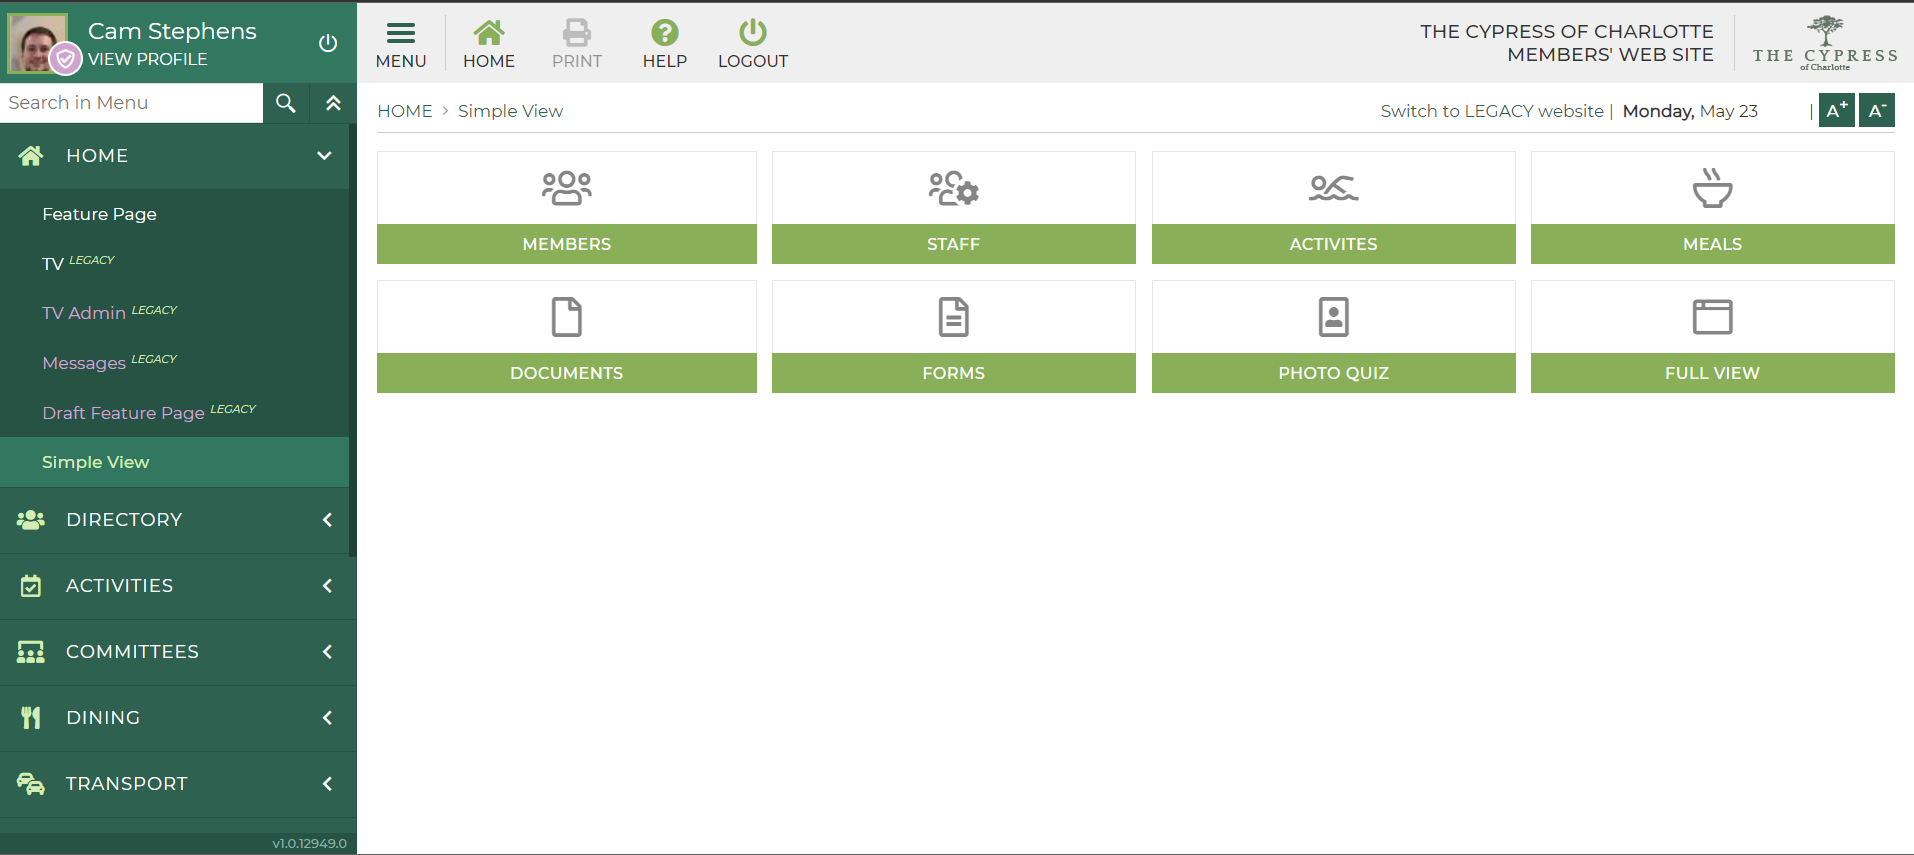 Cam Stephens
VIEW PROFILE
Search in Menu
HOME
Feature Page
TV LEGACY
TV Admin LEGACY
Messages LEGACY
Draft Feature Page LEGACY
Simple View
DIRECTORY
ACTIVITIES
COMMITTEES
DINING
TRANSPORT
v1.0.12949.0
MENU
HOME
PRINT
HELP
LOGOUT
THE CYPRESS OF CHARLOTTE
MEMBERS' WEB SITE
THE CYPRESS
of Charlotte
HOME > Simple View
Switch to LEGACY website | Monday, May 23 | A+ A-
MEMBERS
STAFF
ACTIVITES
MEALS
DOCUMENTS
FORMS
PHOTO QUIZ
FULL VIEW